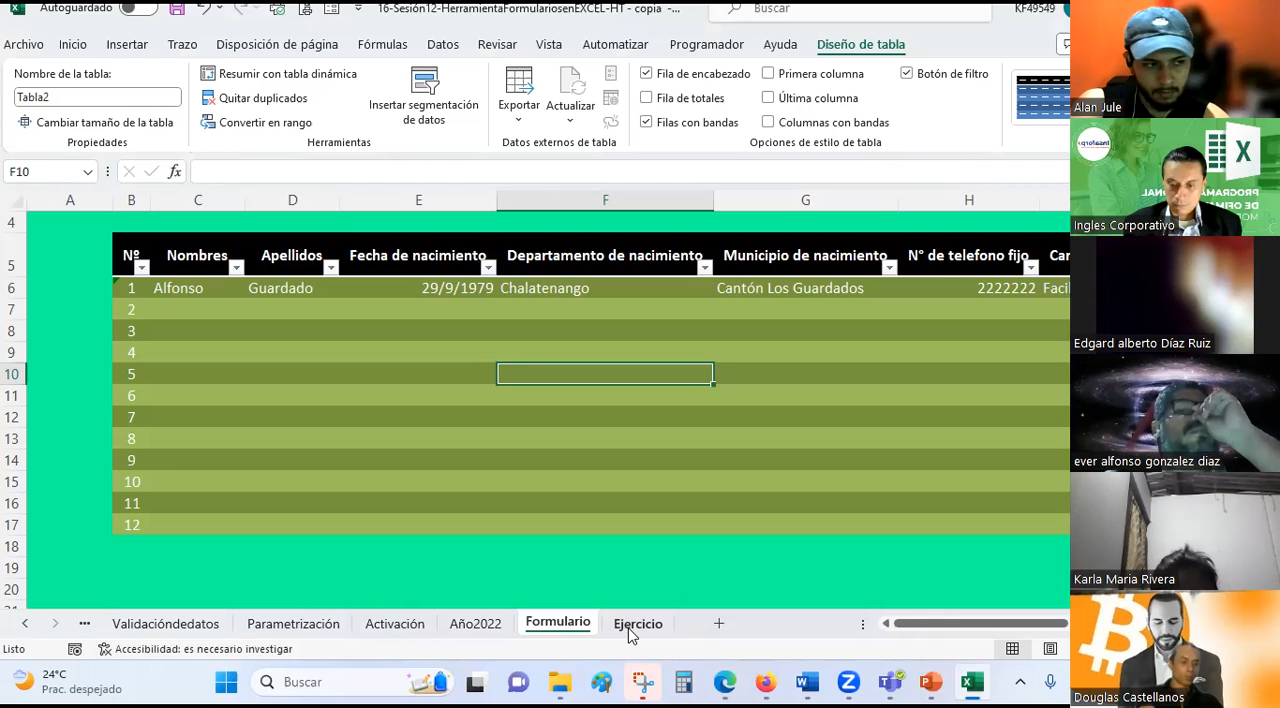 Autoguardado
16-Sesión12-HerramientaFormulariosenEXCEL-HT - copia -...
Buscar
KF49549
Archivo Inicio Insertar Trazo Disposición de página Fórmulas Datos Revisar Vista Automatizar Programador Ayuda Diseño de tabla
Nombre de la tabla:
Tabla2
Cambiar tamaño de la tabla
Propiedades
Resumir con tabla dinámica
Quitar duplicados
Convertir en rango
Insertar segmentación
de datos
Herramientas
Exportar Actualizar
Datos externos de tabla
Fila de encabezado Primera columna Botón de filtro
Fila de totales Última columna
Filas con bandas Columnas con bandas
Opciones de estilo de tabla
F10 fx
A B C D E F G H
4
5 Nº Nombres Apellidos Fecha de nacimiento Departamento de nacimiento Municipio de nacimiento N° de telefono fijo
6 1 Alfonso Guardado 29/9/1979 Chalatenango Cantón Los Guardados 2222222 Facil
7 2
8 3
9 4
10 5
11 6
12 7
13 8
14 9
15 10
16 11
17 12
18
19
20
Validacióndedatos Parametrización Activación Año2022 Formulario Ejercicio
Listo Accesibilidad: es necesario investigar
24°C
Prac. despejado
Buscar
Alan Jule
PROGRAMA
DE OFIM
Ingles Corporativo
Edgard alberto Díaz Ruiz
ever alfonso gonzalez diaz
Karla Maria Rivera
Douglas Castellanos